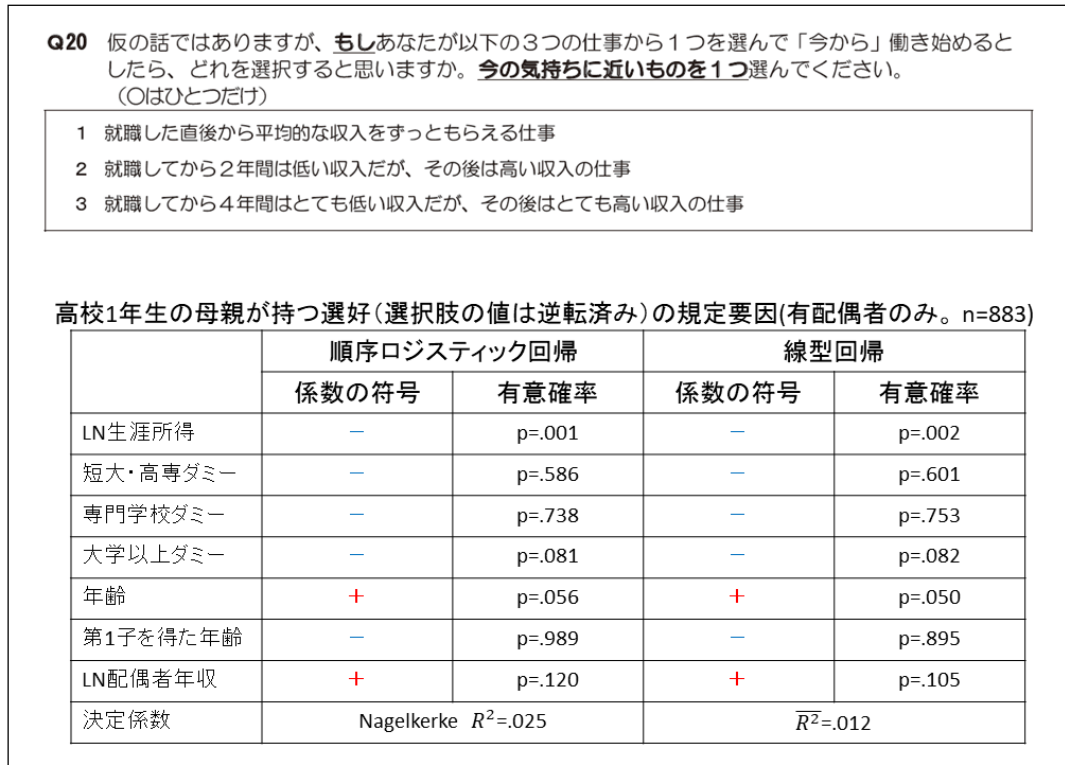 Q20 仮の話ではありますが、もしあなたが以下の3つの仕事から1つを選んで「今から」働き始めると
したら、どれを選択すると思いますか。今の気持ちに近いものを1つ選んでください。
（○はひとつだけ）
1 就職した直後から平均的な収入をずっともらえる仕事
2 就職してから2年間は低い収入だが、その後は高い収入の仕事
3 就職してから4年間はとても低い収入だが、その後はとても高い収入の仕事
高校1年生の母親が持つ選好（選択肢の値は逆転済み）の規定要因(有配偶者のみ。n=883)
順序ロジスティック回帰 線型回帰
係数の符号 有意確率 係数の符号 有意確率
LN生涯所得 － p=.001 － p=.002
短大・高専ダミー － p=.586 － p=.601
専門学校ダミー － p=.738 － p=.753
大学以上ダミー － p=.081 － p=.082
年齢 ＋ p=.056 ＋ p=.050
第1子を得た年齢 － p=.989 － p=.895
LN配偶者年収 ＋ p=.120 ＋ p=.105
決定係数 Nagelkerke R²=.025 R̅²=.012